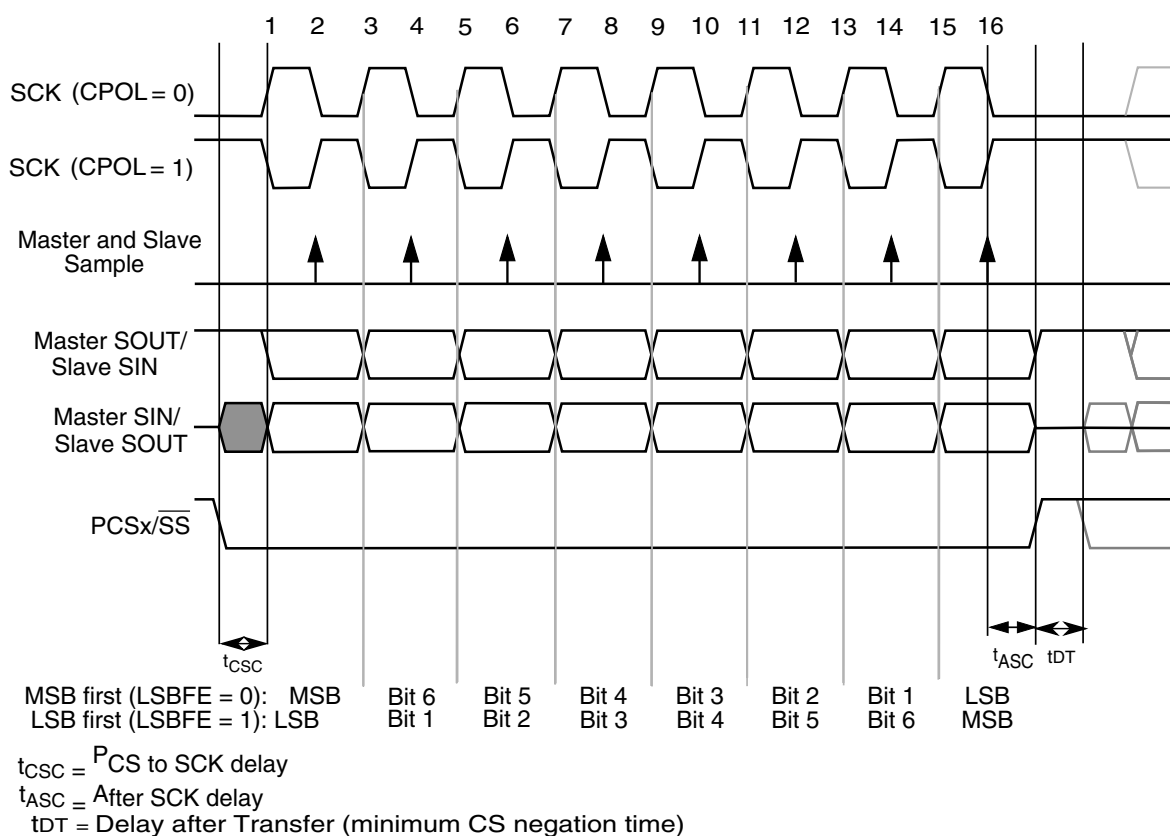 1 2 3 4 5 6 7 8 9 10 11 12 13 14 15 16
SCK (CPOL = 0)
SCK (CPOL = 1)
Master and Slave
Sample
Master SOUT/
Slave SIN
Master SIN/
Slave SOUT
PCSx/SS
tCSC tASC tDT
MSB first (LSBFE = 0): MSB Bit 6 Bit 5 Bit 4 Bit 3 Bit 2 Bit 1 LSB
LSB first (LSBFE = 1): LSB Bit 1 Bit 2 Bit 3 Bit 4 Bit 5 Bit 6 MSB
tCSC = PCS to SCK delay
tASC = After SCK delay
tDT = Delay after Transfer (minimum CS negation time)